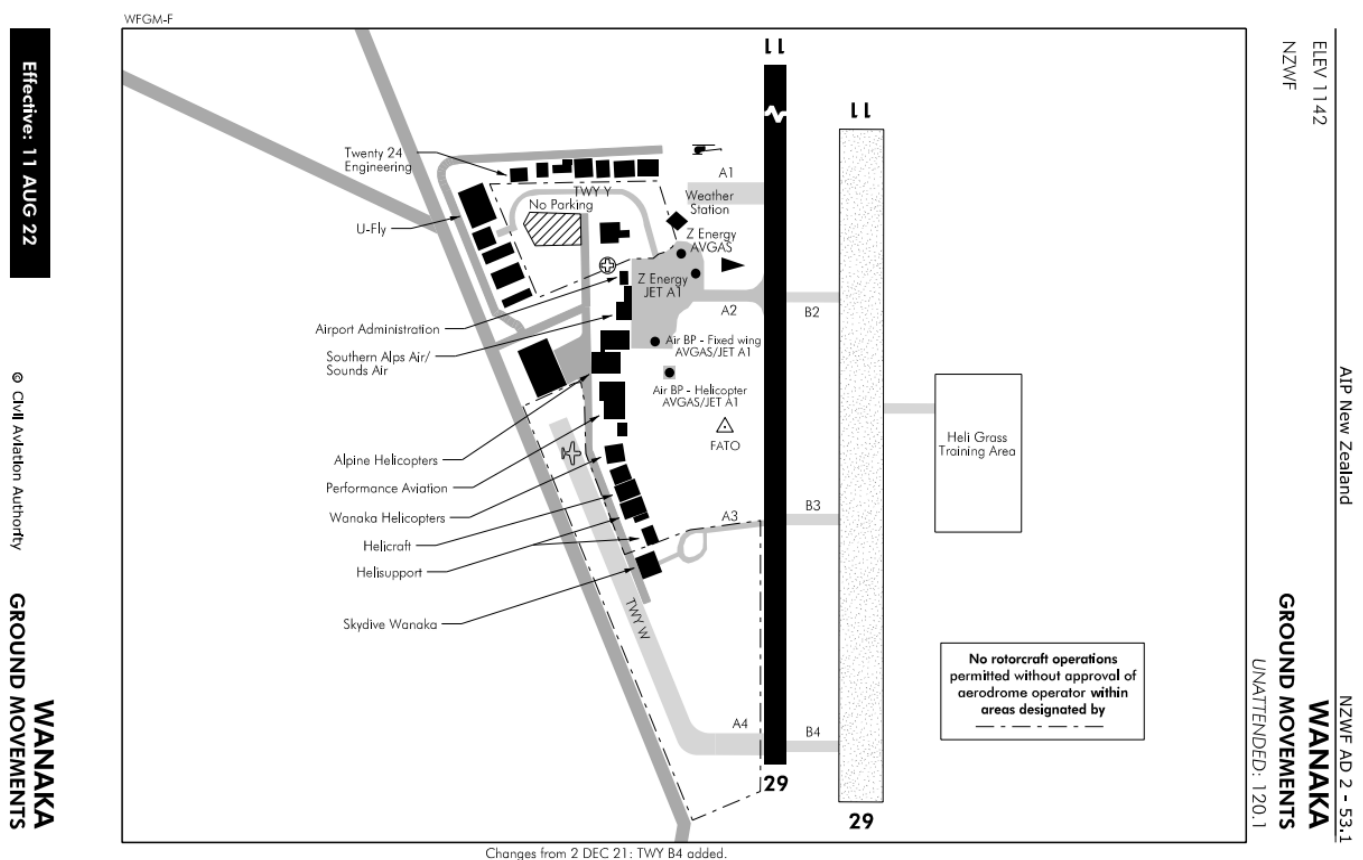 WFGM-F
Effective: 11 AUG 22
© Civil Aviation Authority
WANAKA
GROUND MOVEMENTS
11
11
Twenty 24
Engineering
U-Fly
Airport Administration
Southern Alps Air/
Sounds Air
Alpine Helicopters
Performance Aviation
Wanaka Helicopters
Helicraft
Helisupport
Skydive Wanaka
TWY Y
No Parking
A1
Weather
Station
Z Energy
AVGAS
Z Energy
JET A1
A2
B2
Air BP - Fixed wing
AVGAS/JET A1
Air BP - Helicopter
AVGAS/JET A1
FATO
Heli Grass
Training Area
A3
B3
TWY W
A4
B4
29
29
No rotorcraft operations
permitted without approval of
aerodrome operator within
areas designated by
ELEV 1142
NZWF
AIP New Zealand
NZWF AD 2 - 53.1
WANAKA
GROUND MOVEMENTS
UNATTENDED: 120.1
Changes from 2 DEC 21: TWY B4 added.